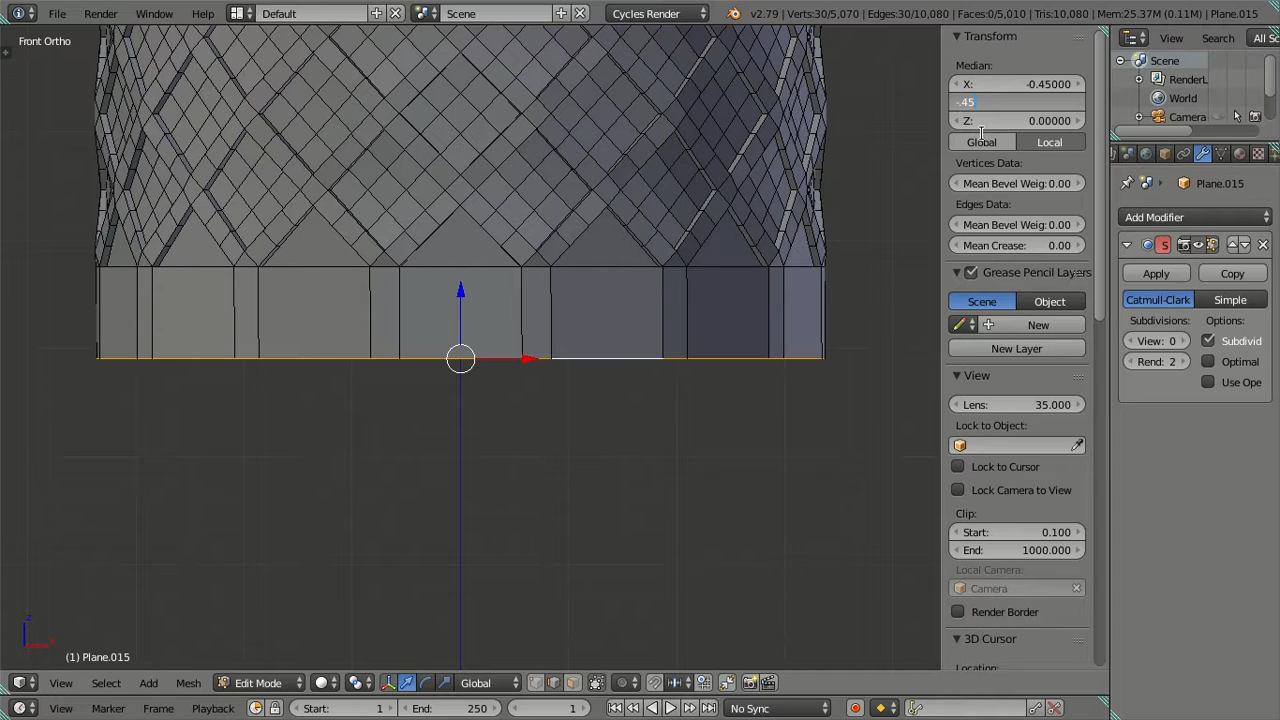 File Render Window Help Default Scene Cycles Render v2.79 | Verts:30/5,070 | Edges:30/10,080 | Faces:0/5,010 | Tris:10,080 | Mem:25.37M (0.11M) | Plane.015
Front Ortho
Transform
Median:
X: -0.45000
-.45
Z: 0.00000
Global Local
Vertices Data:
Mean Bevel Weig: 0.00
Edges Data:
Mean Bevel Weig: 0.00
Mean Crease: 0.00
Grease Pencil Layers
Scene Object
New
New Layer
View
Lens: 35.000
Lock to Object:
Lock to Cursor
Lock Camera to View
Clip:
Start: 0.100
End: 1000.000
Local Camera:
Camera
Render Border
3D Cursor
Location:
View Search All Sc
Scene
RenderL
World
Camera
Plane.015
Add Modifier
S
Apply Copy
Catmull-Clark Simple
Subdivisions: Options:
View: 0 Subdivid
Rend: 2 Optimal
Use Ope
z
x
(1) Plane.015
View Select Add Mesh Edit Mode Global
View Marker Frame Playback Start: 1 End: 250 1 No Sync